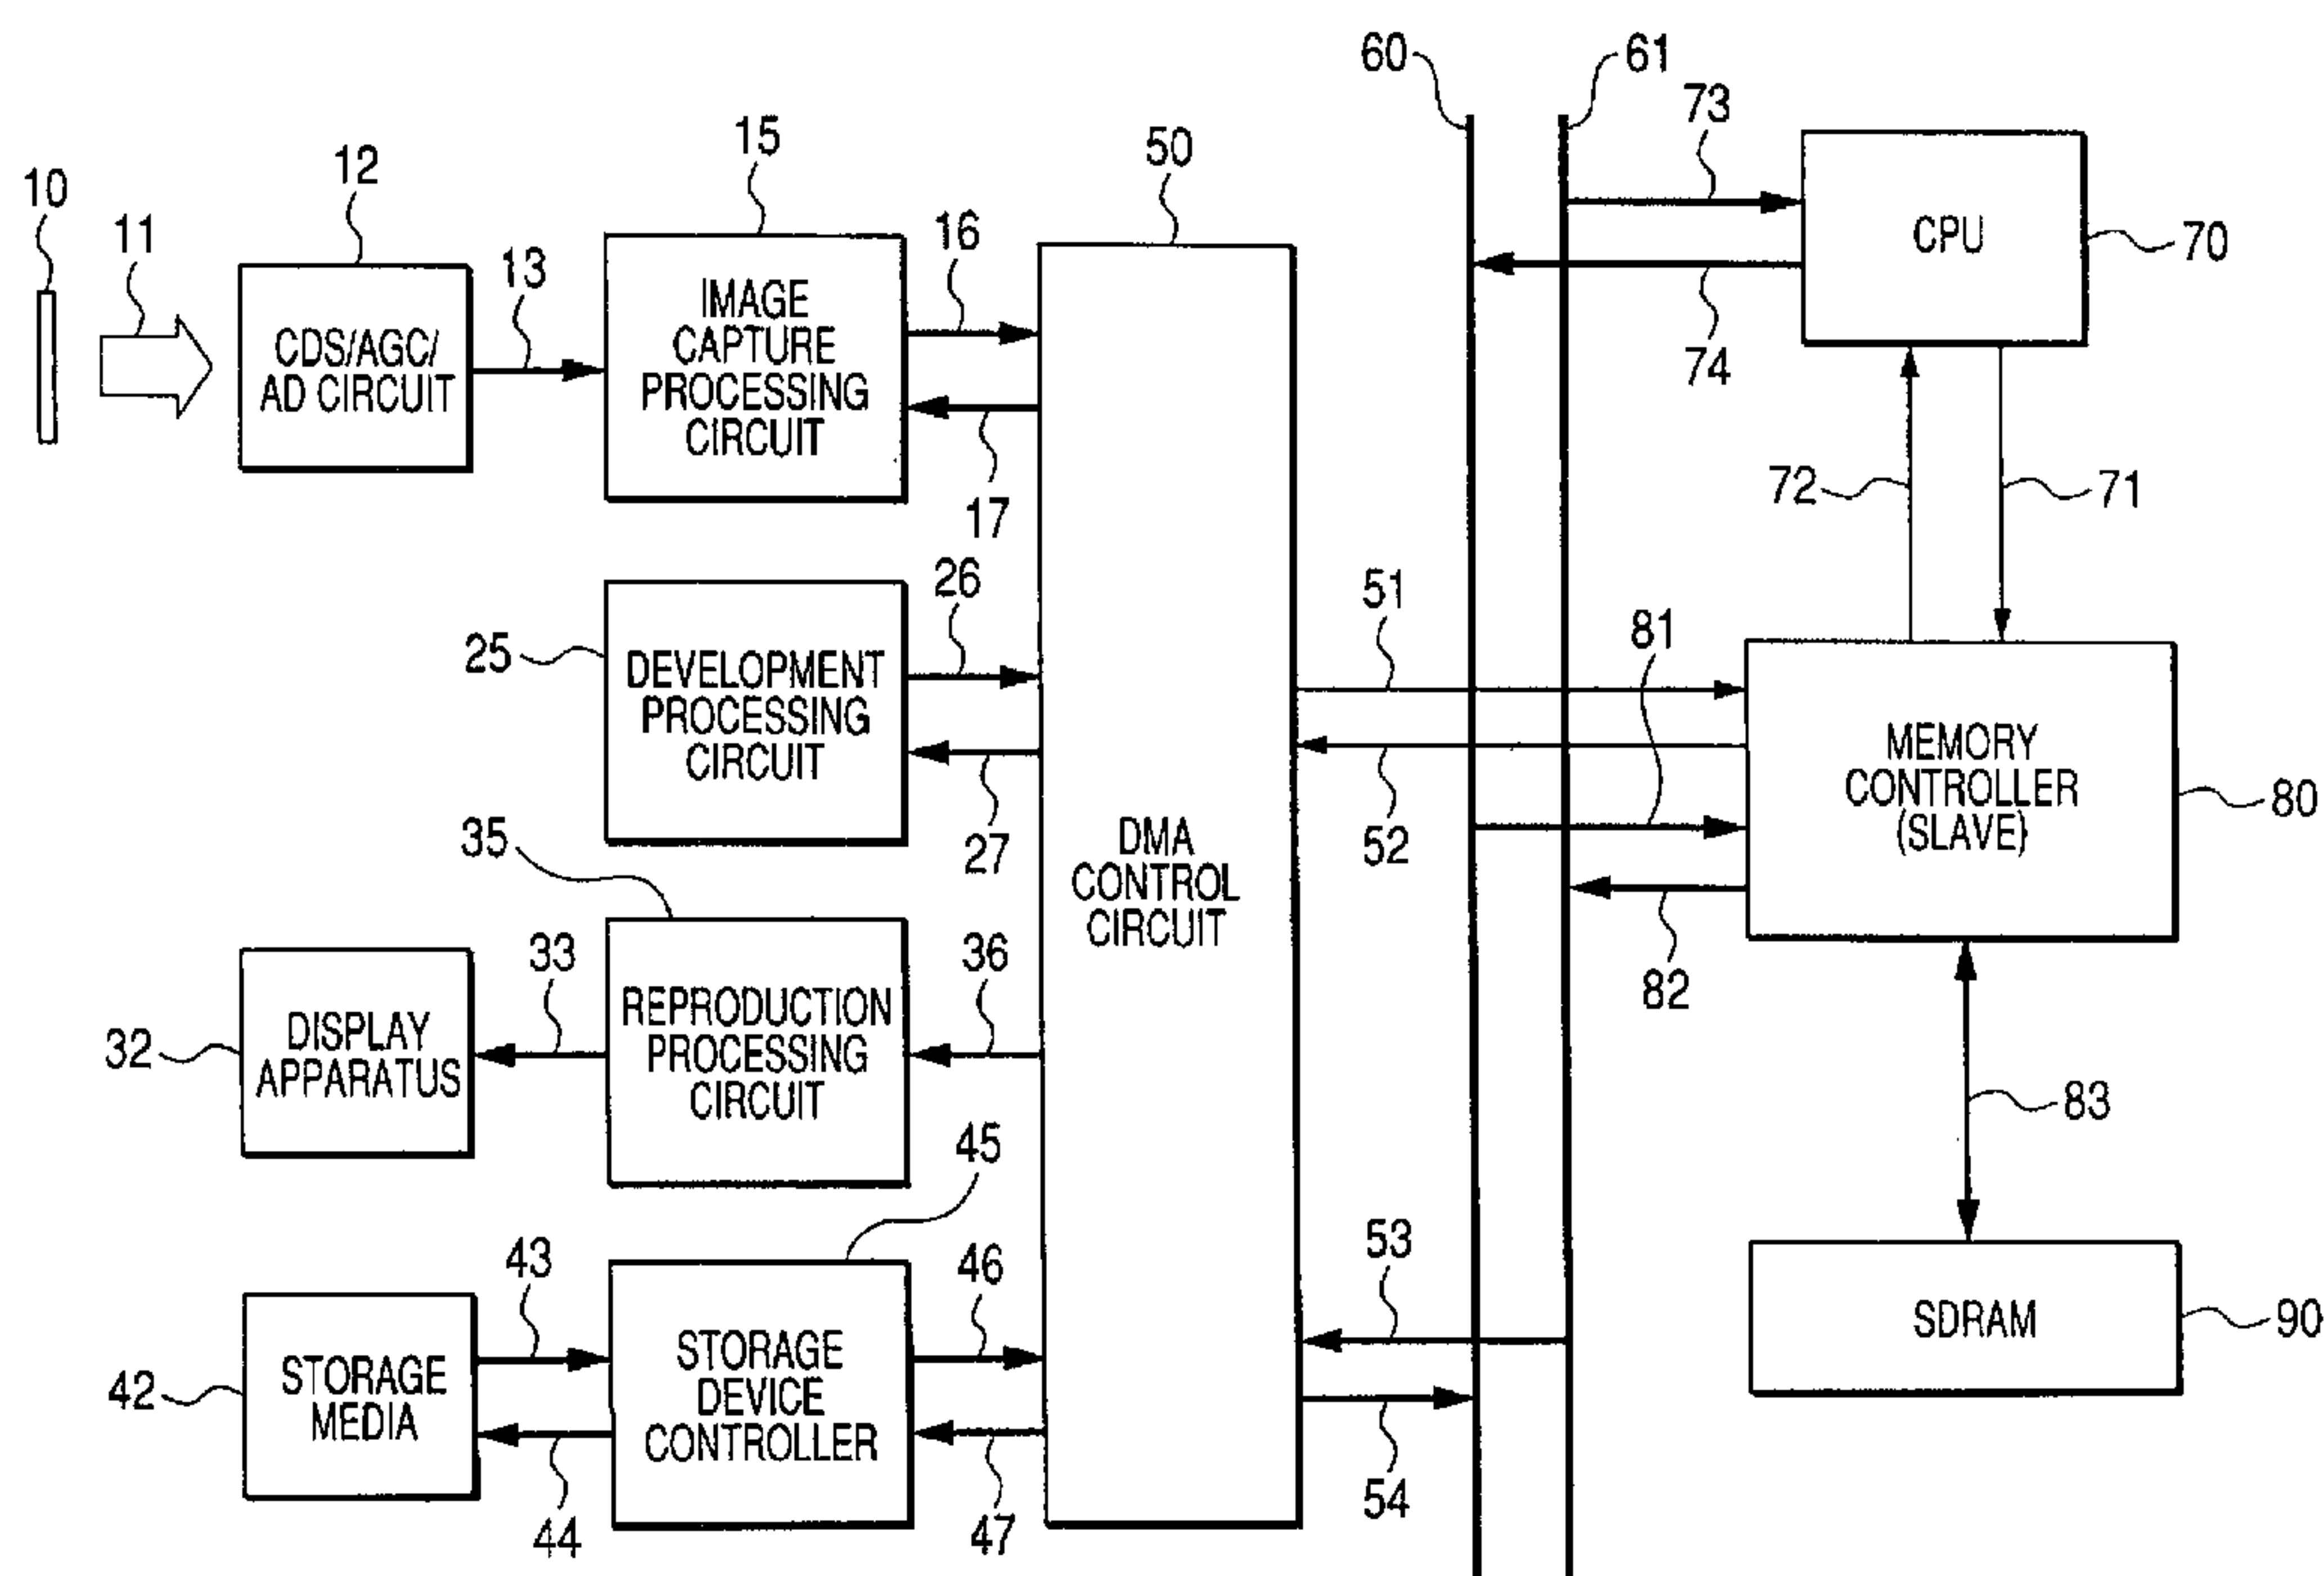 60
61
73
15
50
12
10
11
16
13
CPU
70
IMAGE
CAPTURE
PROCESSING
CIRCUIT
CDS/AGC/
AD CIRCUIT
74
17
72
71
26
51
81
25
DEVELOPMENT
PROCESSING
CIRCUIT
MEMORY
CONTROLLER
(SLAVE)
80
27
52
35
DMA
CONTROL
CIRCUIT
33
36
82
32
DISPLAY
APPARATUS
REPRODUCTION
PROCESSING
CIRCUIT
83
45
43
46
53
SDRAM
90
42
STORAGE
MEDIA
STORAGE
DEVICE
CONTROLLER
44
47
54